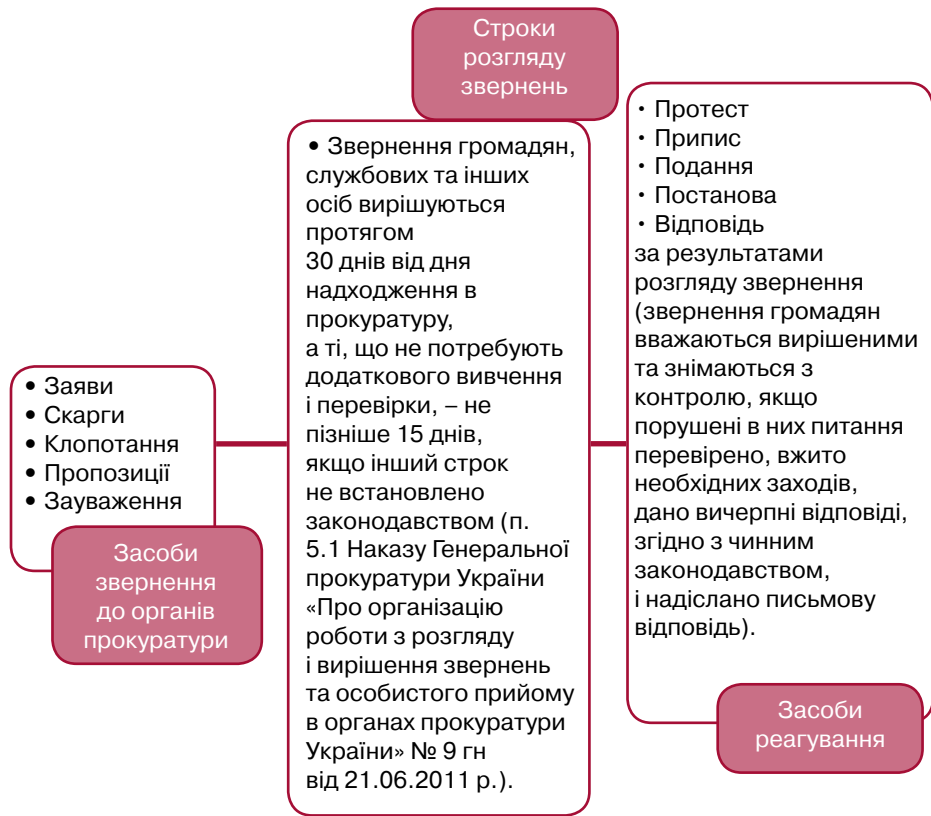 • Заяви
• Скарги
• Клопотання
• Пропозиції
• Зауваження
Засоби
звернення
до органів
прокуратури
Строки
розгляду
звернень
• Звернення громадян,
службових та інших
осіб вирішуються
протягом
30 днів від дня
надходження в
прокуратуру,
а ті, що не потребують
додаткового вивчення
і перевірки, – не
пізніше 15 днів,
якщо інший строк
не встановлено
законодавством (п.
5.1 Наказу Генеральної
прокуратури України
«Про організацію
роботи з розгляду
і вирішення звернень
та особистого прийому
в органах прокуратури
України» № 9 гн
від 21.06.2011 р.).
· Протест
· Припис
· Подання
· Постанова
· Відповідь
за результатами
розгляду звернення
(звернення громадян
вважаються вирішеними
та знімаються з
контролю, якщо
порушені в них питання
перевірено, вжито
необхідних заходів,
дано вичерпні відповіді,
згідно з чинним
законодавством,
і надіслано письмову
відповідь).
Засоби
реагування